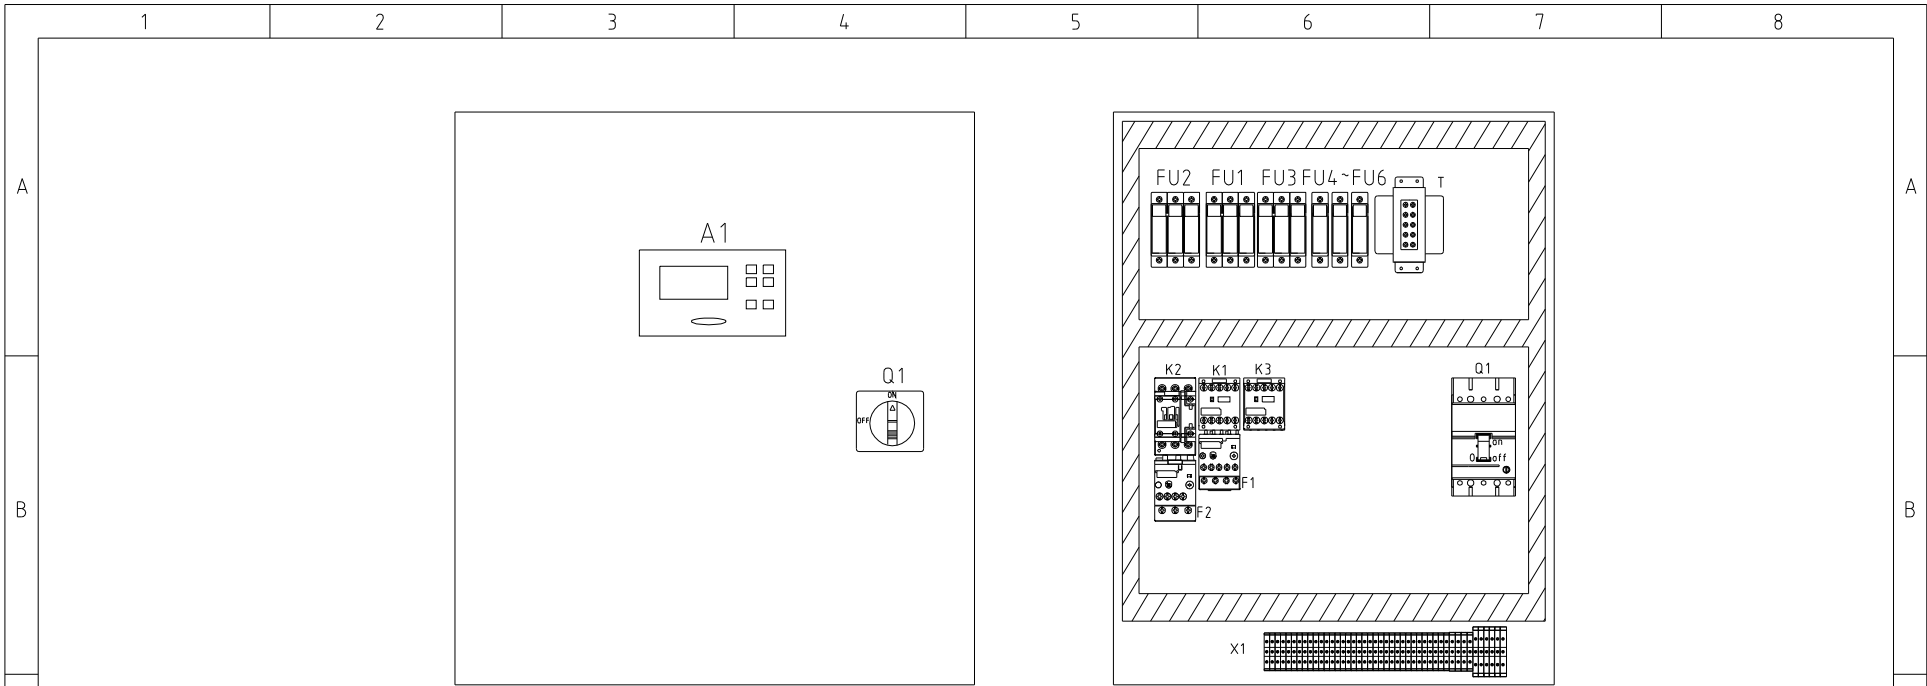 1 2 3 4 5 6 7 8
A A
FU2 FU1 FU3 FU4~FU6 T
A1
K2 K1 K3 Q1
Q1
ON
OFF
on
O off
F1
B B
F2
X1